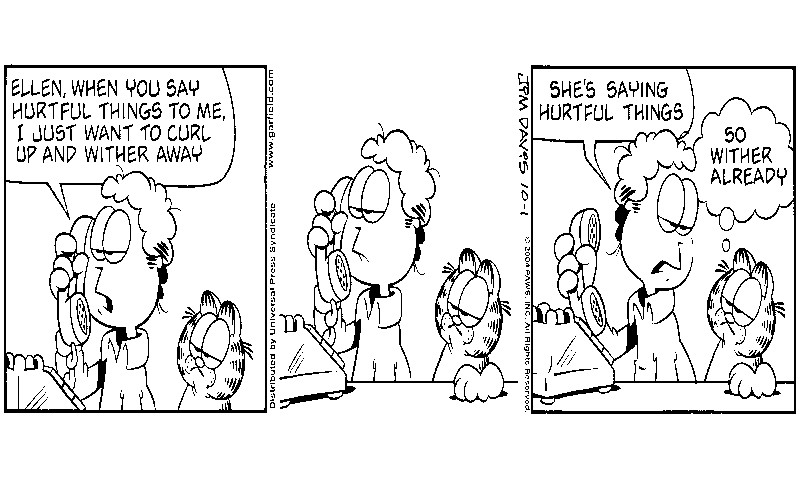 ELLEN, WHEN YOU SAY
HURTFUL THINGS TO ME,
I JUST WANT TO CURL
UP AND WITHER AWAY
www.garfield.com
Distributed by Universal Press Syndicate
JPM DAVIS 10-1
© 2004 PAWS, INC. All Rights Reserved.
SHE'S SAYING
HURTFUL THINGS
SO
WITHER
ALREADY